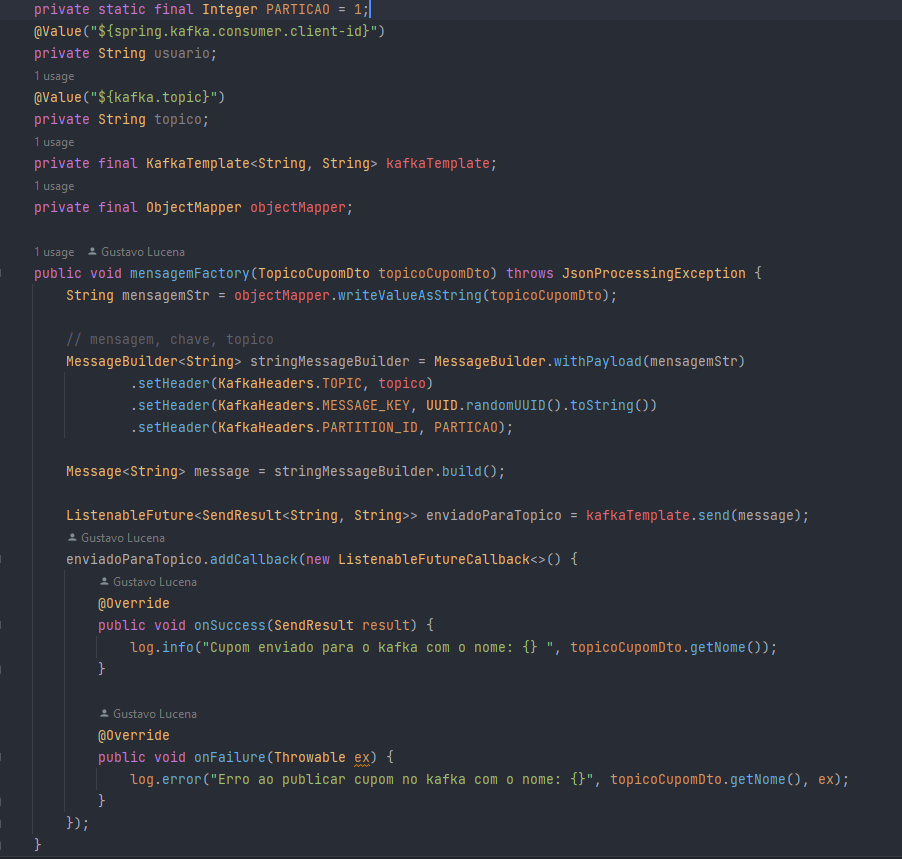 private static final Integer PARTICAO = 1;
@Value("${spring.kafka.consumer.client-id}")
private String usuario;
1 usage
@Value("${kafka.topic}")
private String topico;
1 usage
private final KafkaTemplate<String, String> kafkaTemplate;
1 usage
private final ObjectMapper objectMapper;
1 usage Gustavo Lucena
public void mensagemFactory(TopicoCupomDto topicoCupomDto) throws JsonProcessingException {
String mensagemStr = objectMapper.writeValueAsString(topicoCupomDto);
// mensagem, chave, topico
MessageBuilder<String> stringMessageBuilder = MessageBuilder.withPayload(mensagemStr)
.setHeader(KafkaHeaders.TOPIC, topico)
.setHeader(KafkaHeaders.MESSAGE_KEY, UUID.randomUUID().toString())
.setHeader(KafkaHeaders.PARTITION_ID, PARTICAO);
Message<String> message = stringMessageBuilder.build();
ListenableFuture<SendResult<String, String>> enviadoParaTopico = kafkaTemplate.send(message);
Gustavo Lucena
enviadoParaTopico.addCallback(new ListenableFutureCallback<>() {
Gustavo Lucena
@Override
public void onSuccess(SendResult result) {
log.info("Cupom enviado para o kafka com o nome: {} ", topicoCupomDto.getNome());
}
Gustavo Lucena
@Override
public void onFailure(Throwable ex) {
log.error("Erro ao publicar cupom no kafka com o nome: {}", topicoCupomDto.getNome(), ex);
}
});
}